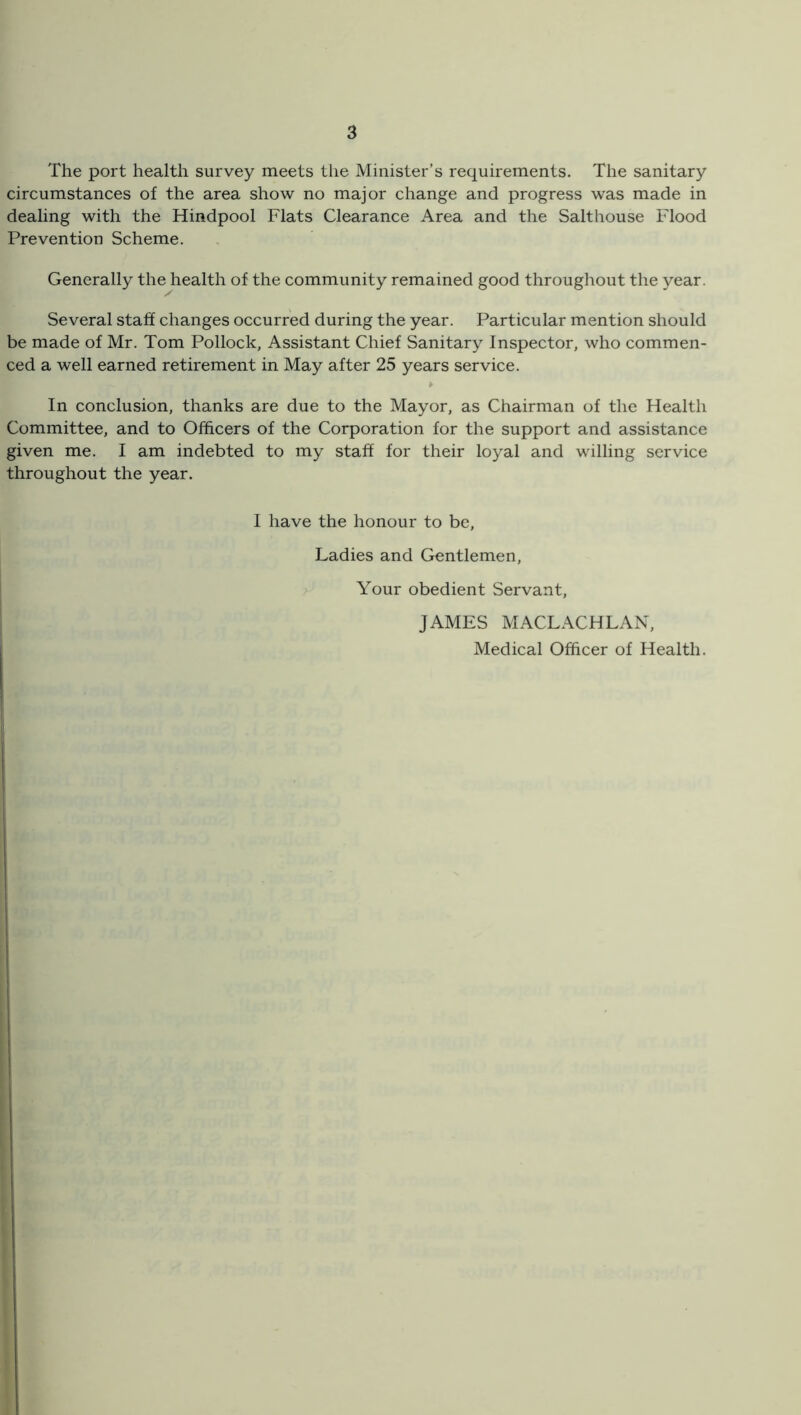 3
The port health survey meets the Minister's requirements. The sanitary
circumstances of the area show no major change and progress was made in
dealing with the Hindpool Flats Clearance Area and the Salthouse Flood
Prevention Scheme.
Generally the health of the community remained good throughout the year.
Several staff changes occurred during the year. Particular mention should
be made of Mr. Tom Pollock, Assistant Chief Sanitary Inspector, who commen-
ced a well earned retirement in May after 25 years service.
In conclusion, thanks are due to the Mayor, as Chairman of the Health
Committee, and to Officers of the Corporation for the support and assistance
given me. I am indebted to my staff for their loyal and willing service
throughout the year.
I have the honour to be,
Ladies and Gentlemen,
Your obedient Servant,
JAMES MACLACHLAN,
Medical Officer of Health.